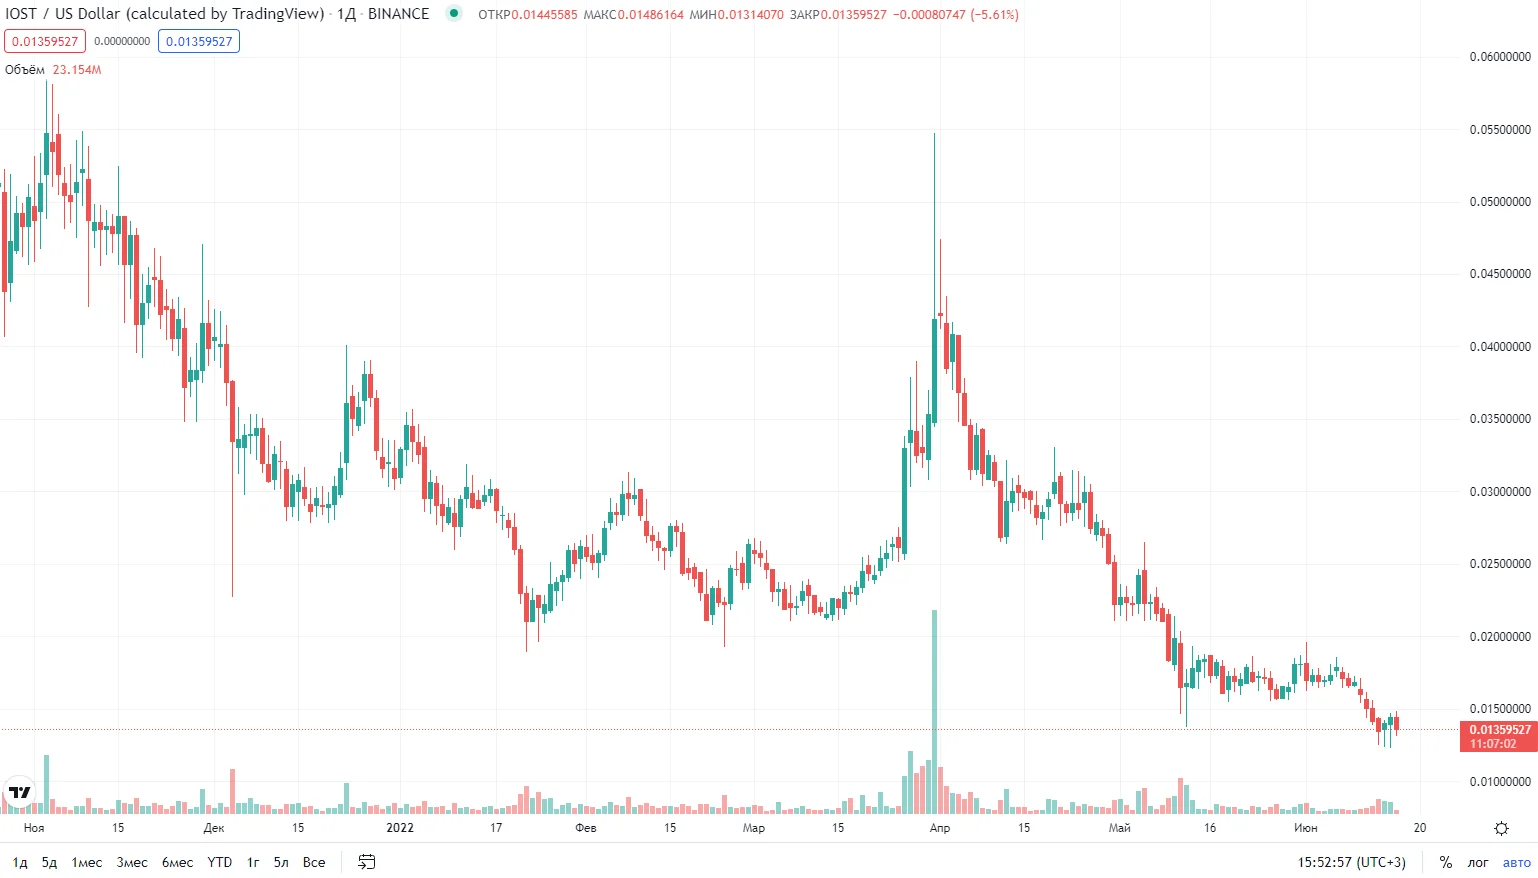 IOST / US Dollar (calculated by TradingView) · 1Д · BINANCE ОТКР0.01445585 МАКС0.01486164 МИН0.01314070 ЗАКР0.01359527 −0.00080747 (−5.61%)
0.01359527 0.00000000 0.01359527
Объём 23.154M
0.06000000
0.05500000
0.05000000
0.04500000
0.04000000
0.03500000
0.03000000
0.02500000
0.02000000
0.01500000
0.01359527
11:07:02
0.01000000
Ноя 15 Дек 15 2022 17 Фев 15 Мар 15 Апр 15 Май 16 Июн 20
1д 5д 1мес 3мес 6мес YTD 1г 5л Все 15:52:57 (UTC+3) % лог авто